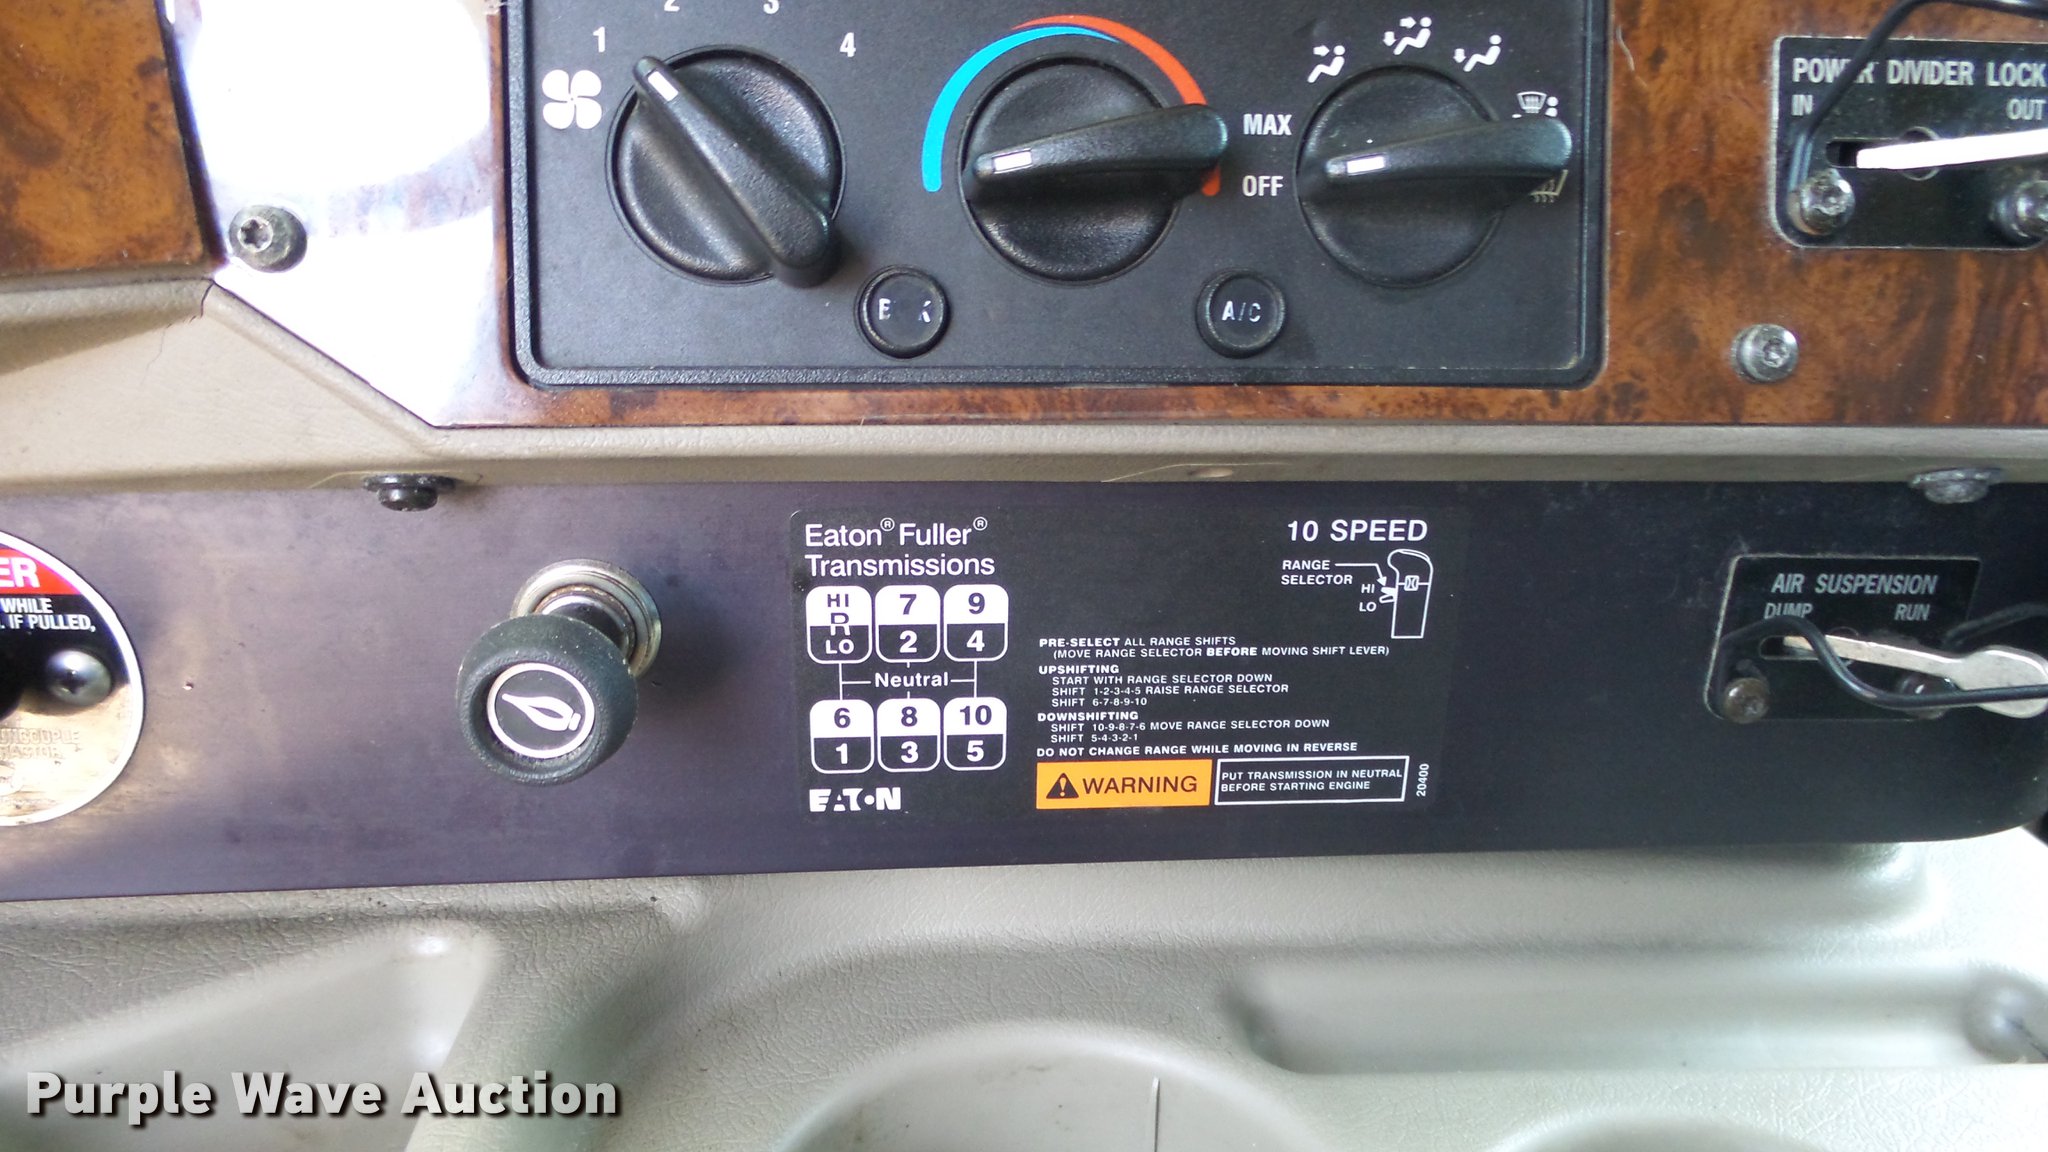 1 2 3 4
MAX
OFF
A/C
POWER DIVIDER LOCK
IN OUT
ER
WHILE
. IF PULLED,
Eaton® Fuller®
Transmissions
HI 7 9
R
LO 2 4
Neutral
6 8 10
1 3 5
EATON
10 SPEED
RANGE
SELECTOR
HI
LO
PRE-SELECT ALL RANGE SHIFTS
(MOVE RANGE SELECTOR BEFORE MOVING SHIFT LEVER)
UPSHIFTING
START WITH RANGE SELECTOR DOWN
SHIFT 1-2-3-4-5 RAISE RANGE SELECTOR
SHIFT 6-7-8-9-10
DOWNSHIFTING
SHIFT 10-9-8-7-6 MOVE RANGE SELECTOR DOWN
SHIFT 5-4-3-2-1
DO NOT CHANGE RANGE WHILE MOVING IN REVERSE
WARNING
PUT TRANSMISSION IN NEUTRAL
BEFORE STARTING ENGINE
20400
AIR SUSPENSION
DUMP RUN
Purple Wave Auction